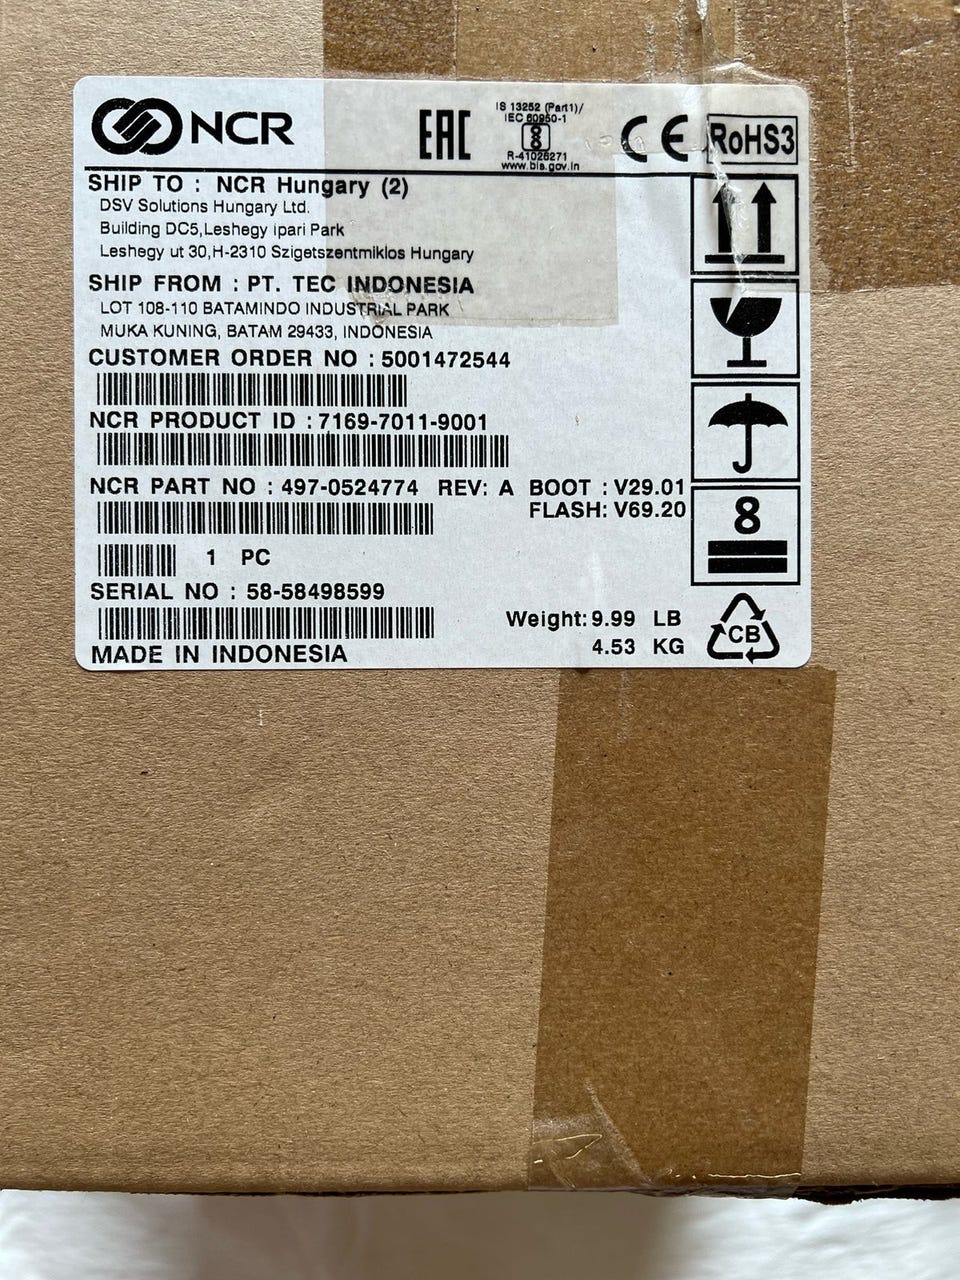 NCR
EAC
IS 13252 (Part1)/
IEC 60950-1
R-41026271
www.bis.gov.in
CE
RoHS3
SHIP TO : NCR Hungary (2)
DSV Solutions Hungary Ltd.
Building DC5,Leshegy ipari Park
Leshegy ut 30,H-2310 Szigetszentmiklos Hungary
SHIP FROM : PT. TEC INDONESIA
LOT 108-110 BATAMINDO INDUSTRIAL PARK
MUKA KUNING, BATAM 29433, INDONESIA
CUSTOMER ORDER NO : 5001472544
NCR PRODUCT ID : 7169-7011-9001
NCR PART NO : 497-0524774 REV: A BOOT : V29.01
FLASH: V69.20
8
1 PC
SERIAL NO : 58-58498599
Weight: 9.99 LB
4.53 KG
CB
MADE IN INDONESIA